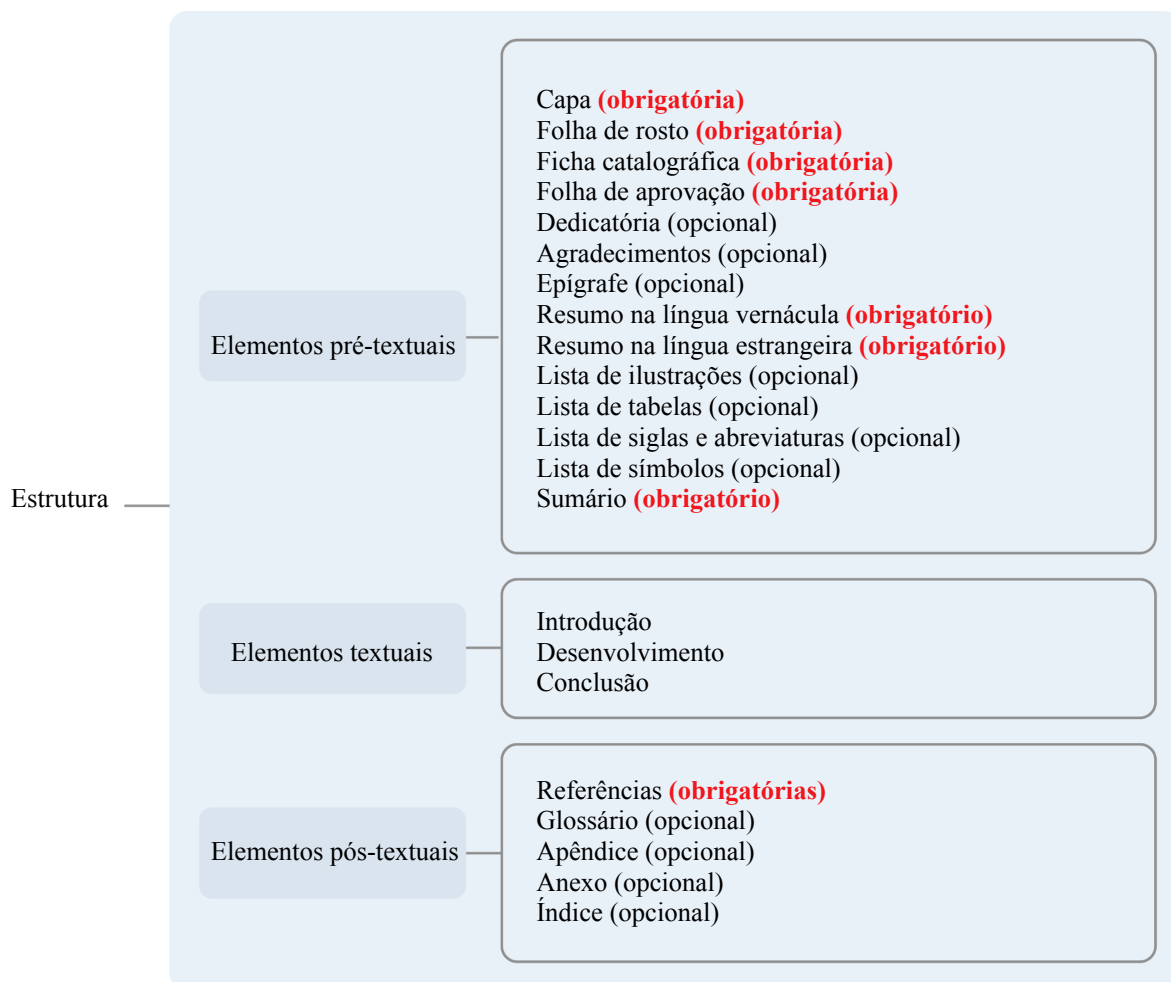 Estrutura
Elementos pré-textuais
Capa (obrigatória)
Folha de rosto (obrigatória)
Ficha catalográfica (obrigatória)
Folha de aprovação (obrigatória)
Dedicatória (opcional)
Agradecimentos (opcional)
Epígrafe (opcional)
Resumo na língua vernácula (obrigatório)
Resumo na língua estrangeira (obrigatório)
Lista de ilustrações (opcional)
Lista de tabelas (opcional)
Lista de siglas e abreviaturas (opcional)
Lista de símbolos (opcional)
Sumário (obrigatório)
Elementos textuais
Introdução
Desenvolvimento
Conclusão
Elementos pós-textuais
Referências (obrigatórias)
Glossário (opcional)
Apêndice (opcional)
Anexo (opcional)
Índice (opcional)